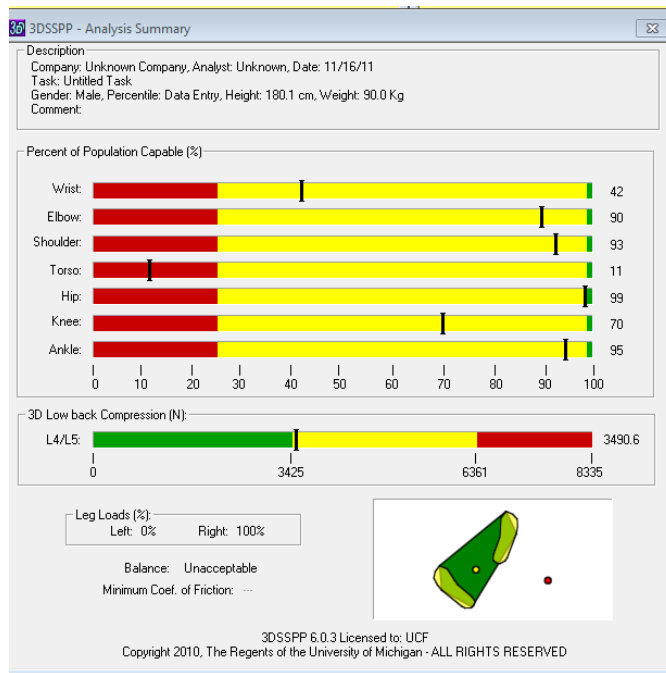 3D 3DSSPP - Analysis Summary
Description
Company: Unknown Company, Analyst: Unknown, Date: 11/16/11
Task: Untitled Task
Gender: Male, Percentile: Data Entry, Height: 180.1 cm, Weight: 90.0 Kg
Comment:
Percent of Population Capable (%)
Wrist: 42
Elbow: 90
Shoulder: 93
Torso: 11
Hip: 99
Knee: 70
Ankle: 95
0 10 20 30 40 50 60 70 80 90 100
3D Low back Compression (N):
L4/L5: 3490.6
0 3425 6361 8335
Leg Loads (%):
Left: 0% Right: 100%
Balance: Unacceptable
Minimum Coef. of Friction: ---
3DSSPP 6.0.3 Licensed to: UCF
Copyright 2010, The Regents of the University of Michigan - ALL RIGHTS RESERVED